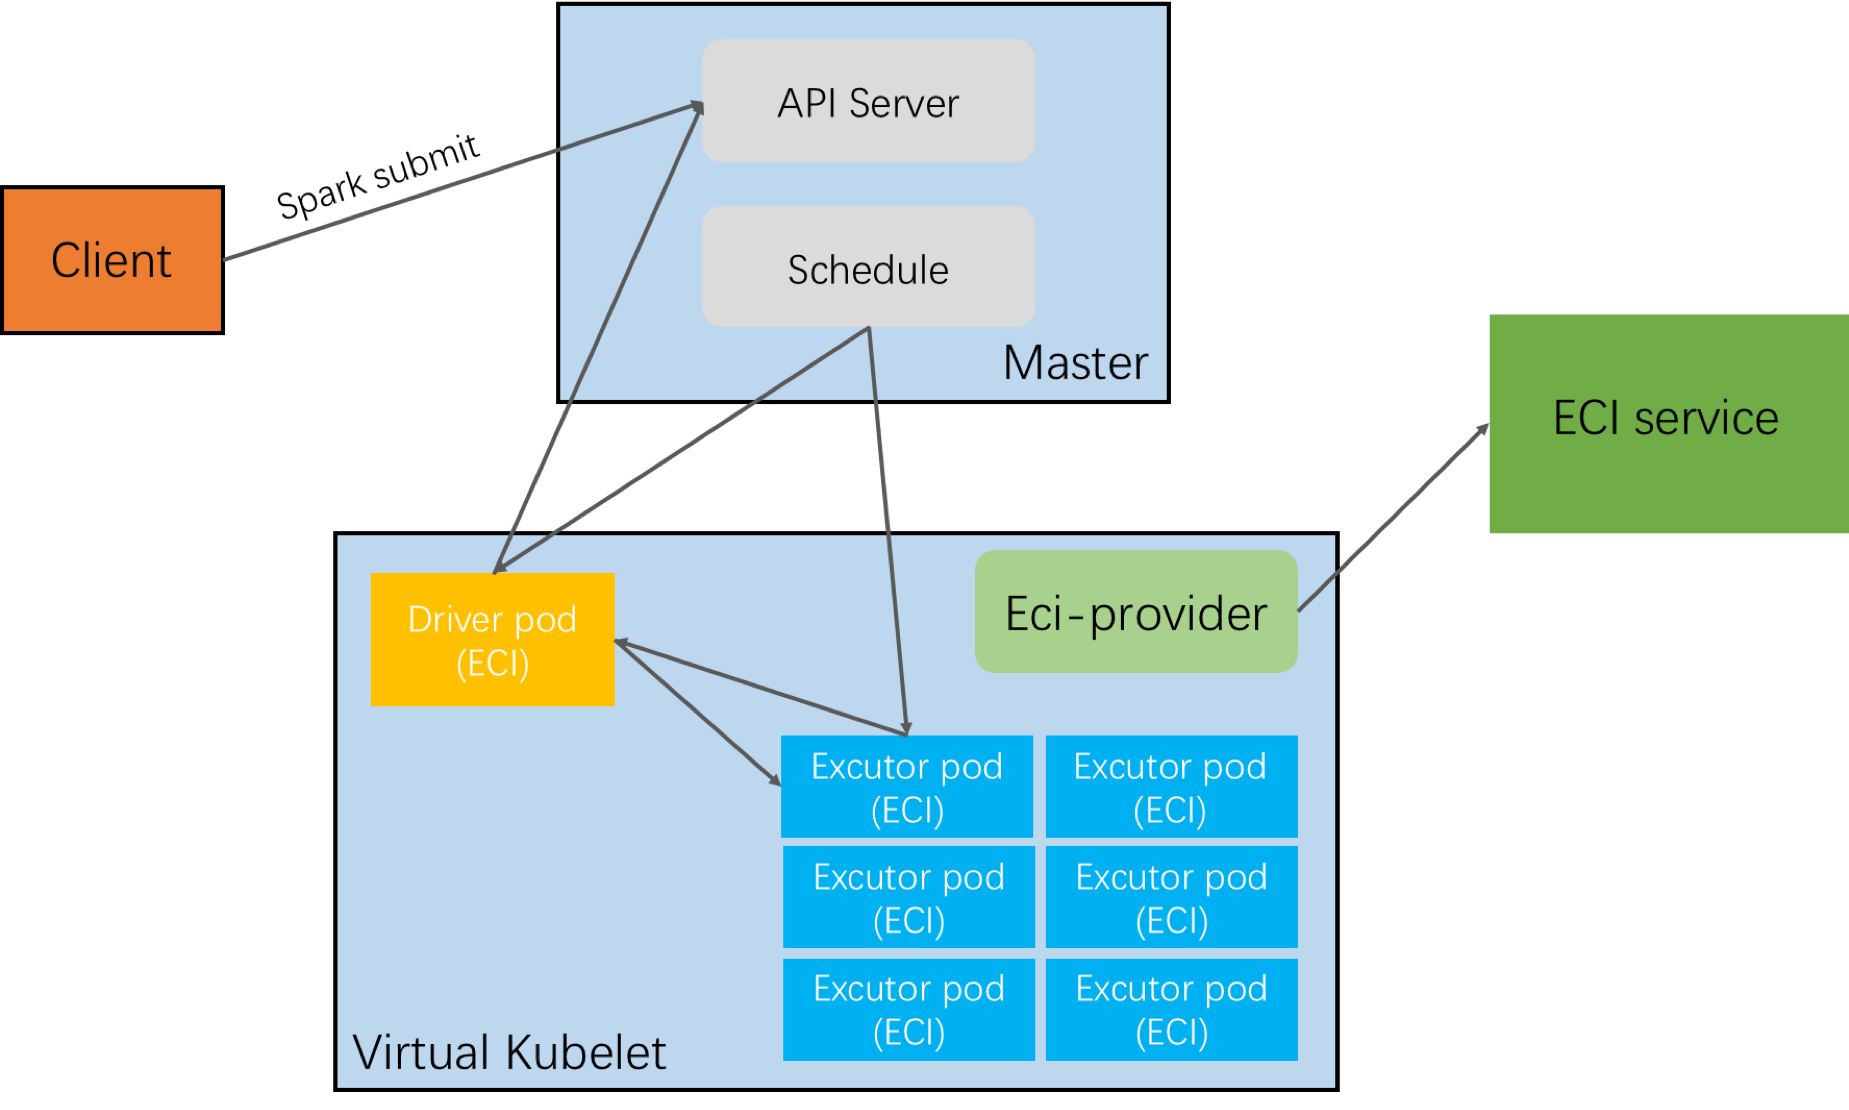 API Server
Spark submit
Client
Schedule
Master
ECI service
Driver pod
(ECI)
Eci-provider
Excutor pod
(ECI)
Excutor pod
(ECI)
Excutor pod
(ECI)
Excutor pod
(ECI)
Excutor pod
(ECI)
Excutor pod
(ECI)
Virtual Kubelet